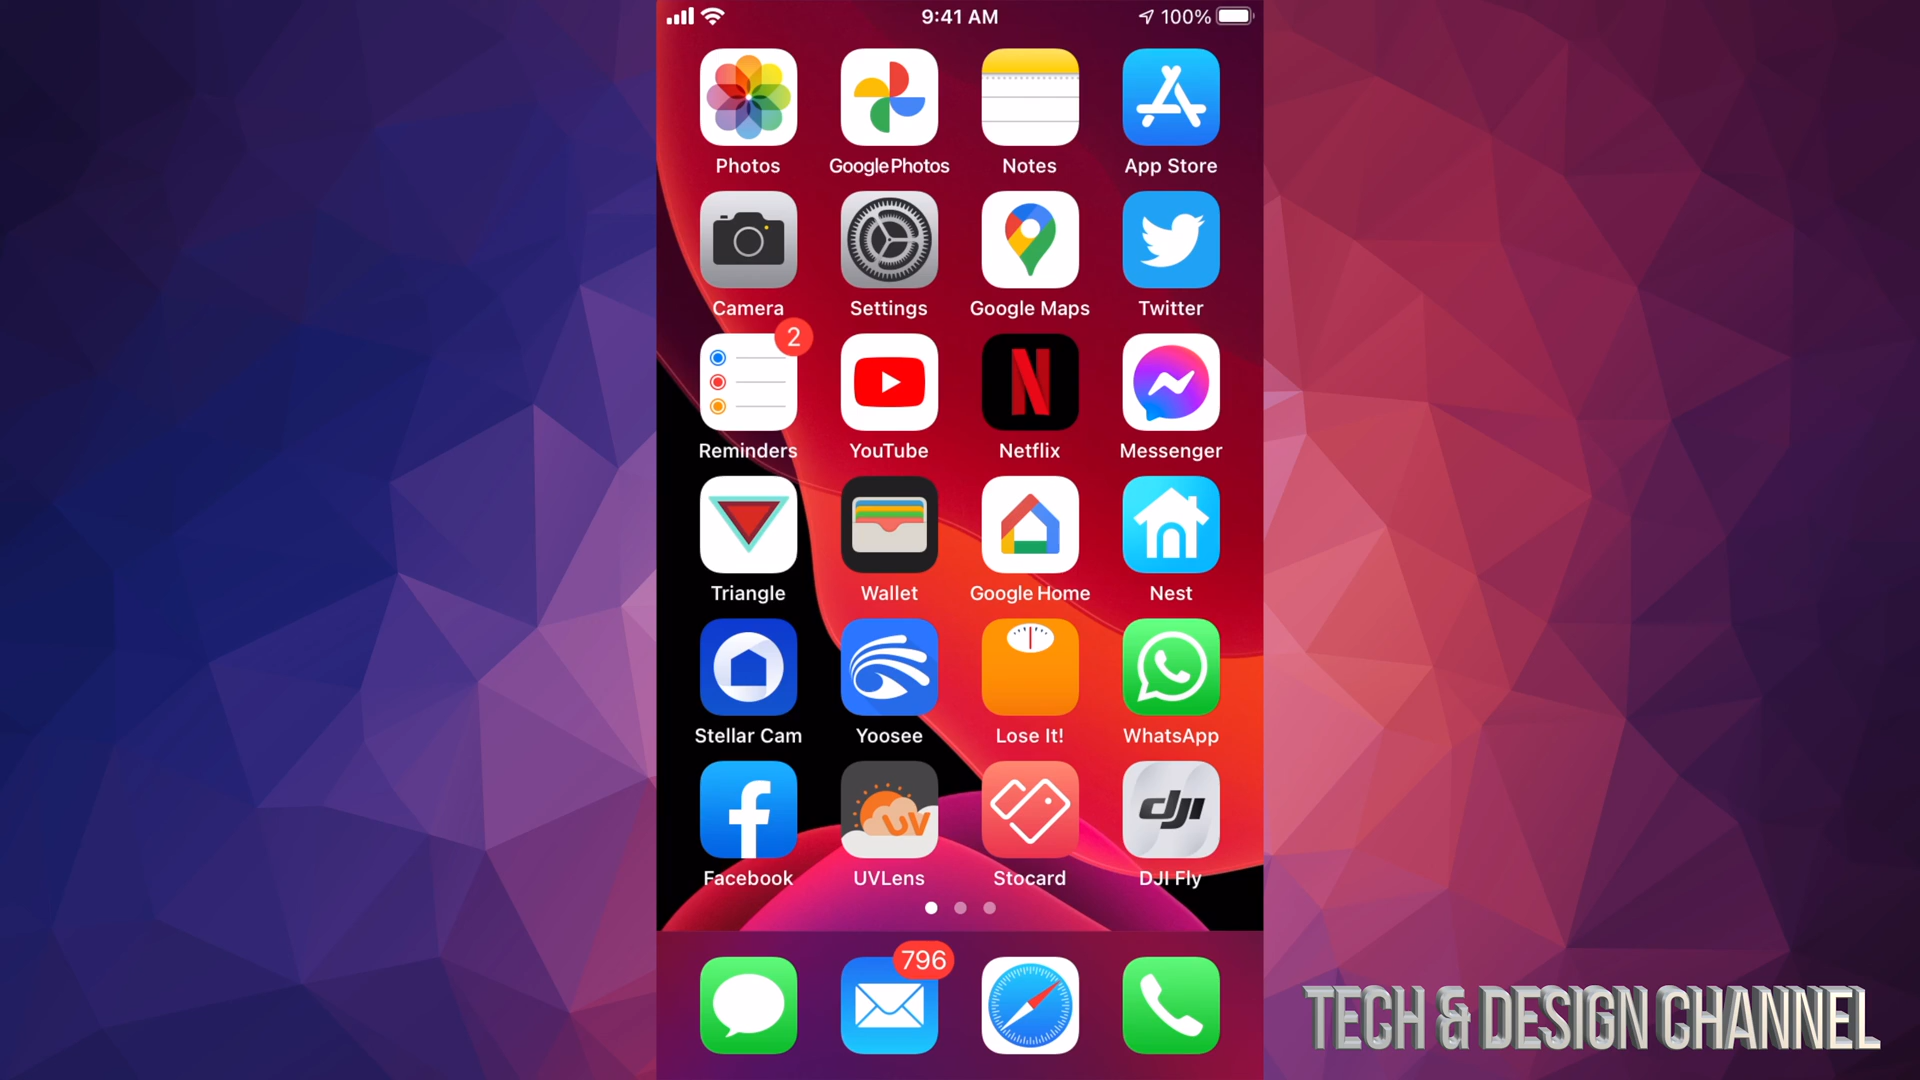 9:41 AM
100%
Photos
Google Photos
Notes
App Store
Camera
Settings
Google Maps
Twitter
2
N
Reminders
YouTube
Netflix
Messenger
Triangle
Wallet
Google Home
Nest
Stellar Cam
Yoosee
Lose It!
WhatsApp
f
UV
dji
Facebook
UVLens
Stocard
DJI Fly
796
TECH & DESIGN CHANNEL